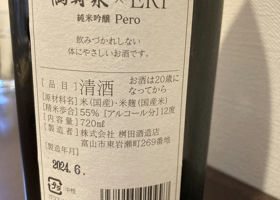 満寿泉 × ERI
純米吟醸 Pero
飲みづかれしない
体にやさしいお酒です。
【品目】清酒 お酒は20歳に
なってから
【原材料名】米(国産)・米麹(国産米)
【精米歩合】55% 【アルコール分】12度
【容量】720ml
【製造者】株式会社 桝田酒造店
富山市東岩瀬町269番地
【製造年月】
2024.6.